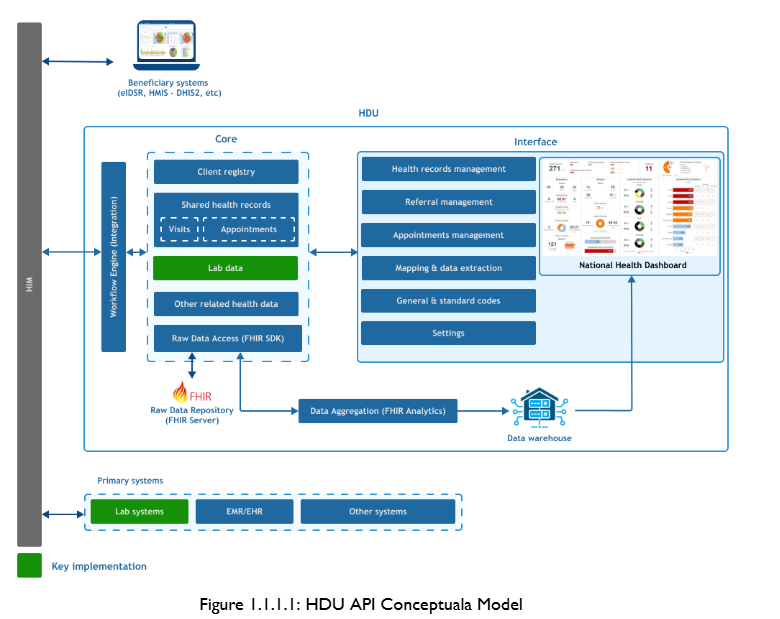 Beneficiary systems
(eIDSR, HMIS - DHIS2, etc)
HDU
Core
Interface
HIM
Workflow Engine (Integration)
Client registry
Shared health records
Visits
Appointments
Lab data
Other related health data
Raw Data Access (FHIR SDK)
Health records management
Referral management
Appointments management
Mapping & data extraction
General & standard codes
Settings
271
11
121
National Health Dashboard
FHIR
Raw Data Repository
(FHIR Server)
Data Aggregation (FHIR Analytics)
Data warehouse
Primary systems
Lab systems
EMR/EHR
Other systems
Key implementation
Figure 1.1.1.1: HDU API Conceptuala Model